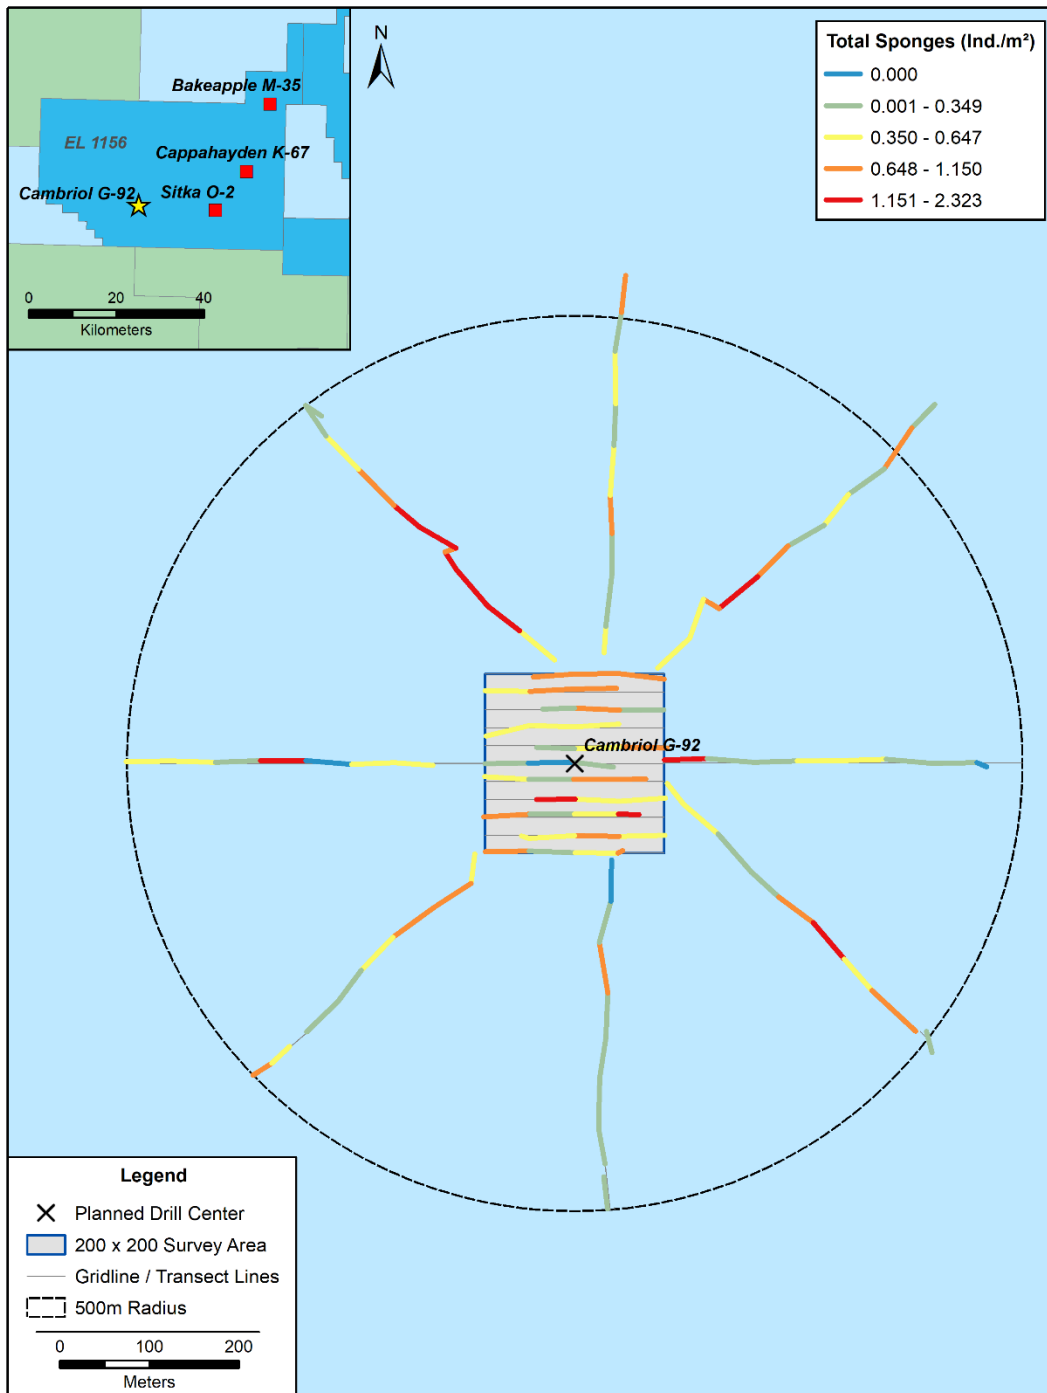 Bakeapple M-35
EL 1156
Cappahayden K-67
Cambriol G-92
Sitka O-2
0 20 40
Kilometers
N
Total Sponges (Ind./m²)
0.000
0.001 - 0.349
0.350 - 0.647
0.648 - 1.150
1.151 - 2.323
Cambriol G-92
Legend
Planned Drill Center
200 x 200 Survey Area
Gridline / Transect Lines
500m Radius
0 100 200
Meters